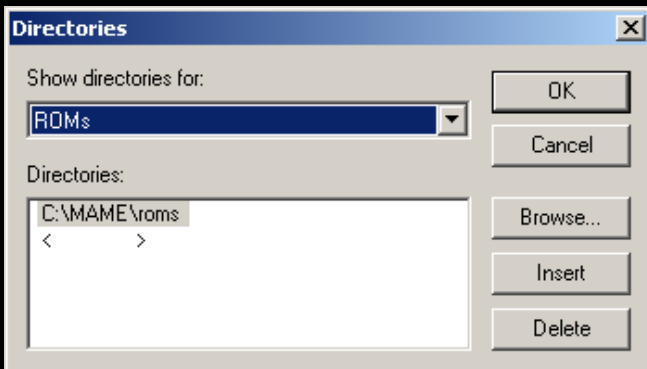 Directories
Show directories for:
ROMs
Directories:
C:\MAME\roms
< >
OK
Cancel
Browse...
Insert
Delete